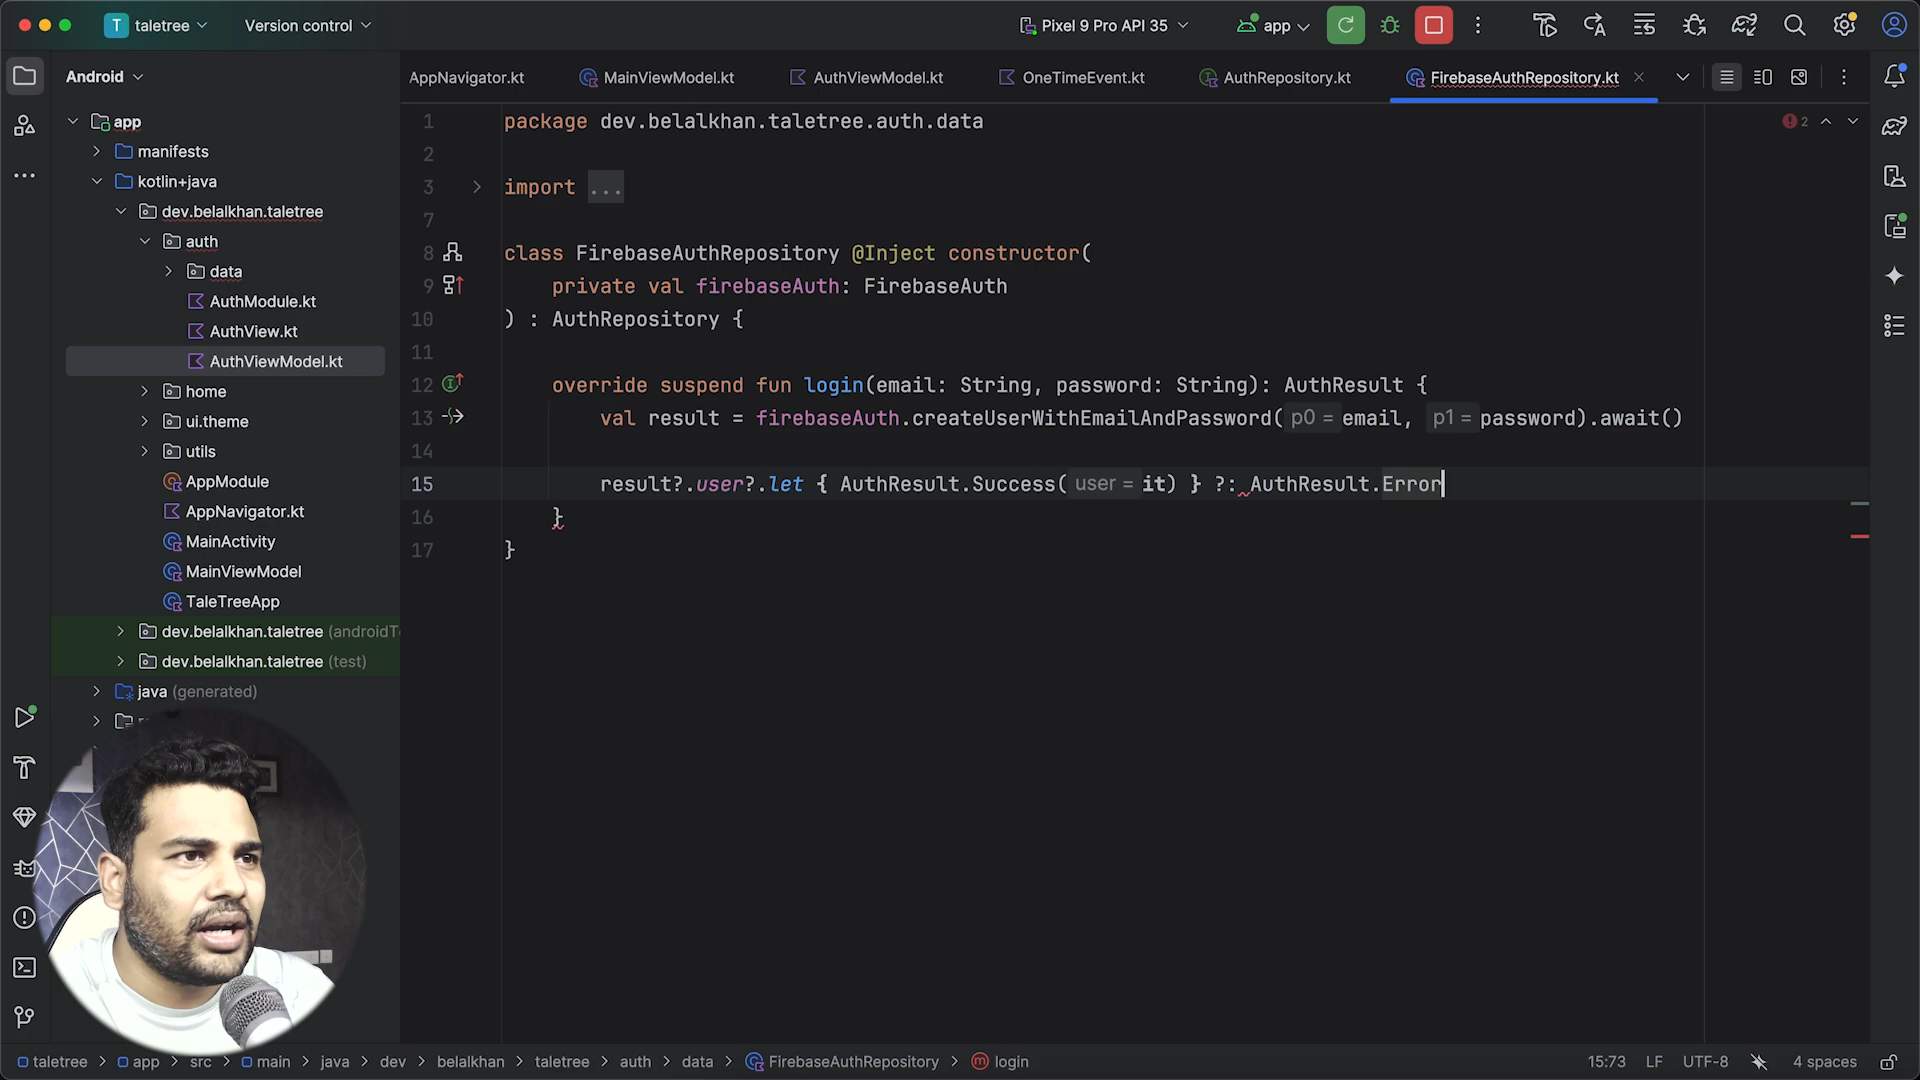 T taletree
Version control
Pixel 9 Pro API 35
app
Android
AppNavigator.kt
MainViewModel.kt
AuthViewModel.kt
OneTimeEvent.kt
AuthRepository.kt
FirebaseAuthRepository.kt
app
manifests
kotlin+java
dev.belalkhan.taletree
auth
data
AuthModule.kt
AuthView.kt
AuthViewModel.kt
home
ui.theme
utils
AppModule
AppNavigator.kt
MainActivity
MainViewModel
TaleTreeApp
dev.belalkhan.taletree (androidTe
dev.belalkhan.taletree (test)
java (generated)
2
1 package dev.belalkhan.taletree.auth.data
2
3 import ...
7
8 class FirebaseAuthRepository @Inject constructor(
9 private val firebaseAuth: FirebaseAuth
10 ) : AuthRepository {
11
12 override suspend fun login(email: String, password: String): AuthResult {
13 val result = firebaseAuth.createUserWithEmailAndPassword( p0 = email, p1 = password).await()
14
15 result?.user?.let { AuthResult.Success( user = it) } ?: AuthResult.Error
16 }
17 }
taletree > app > src > main > java > dev > belalkhan > taletree > auth > data > FirebaseAuthRepository > login
15:73 LF UTF-8 4 spaces